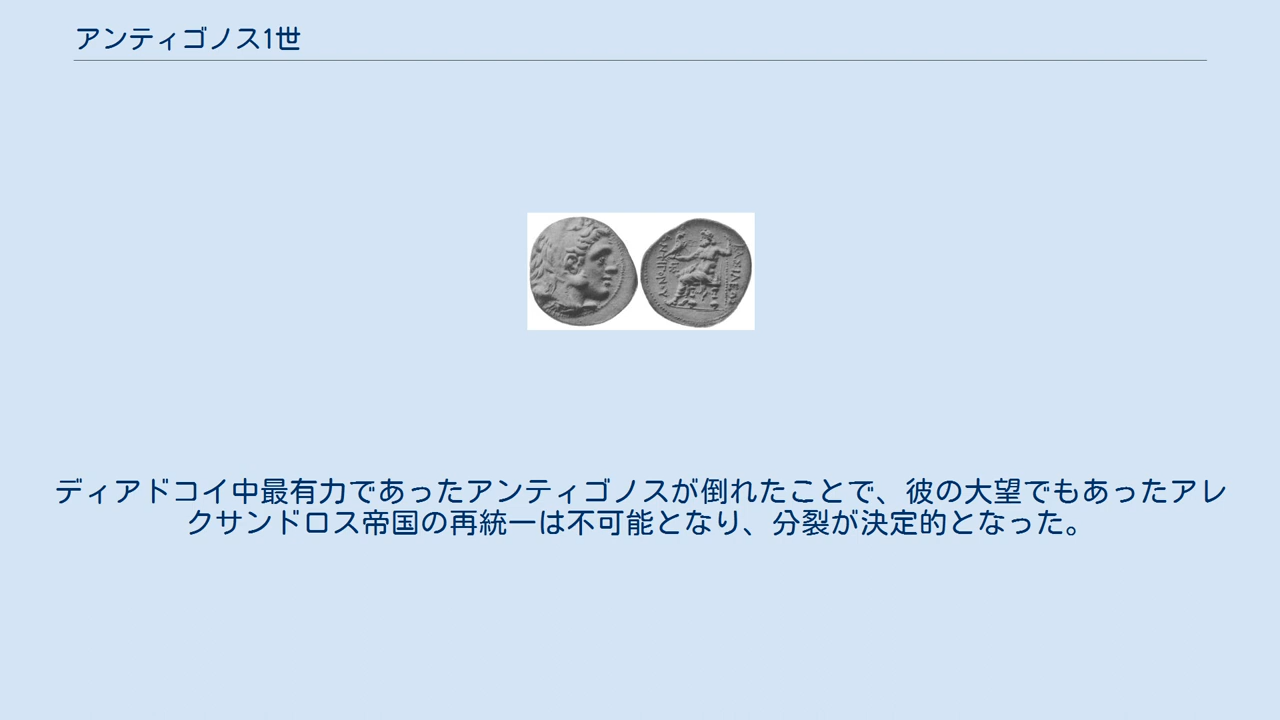 アンティゴノス1世
ディアドコイ中最有力であったアンティゴノスが倒れたことで、彼の大望でもあったアレ
クサンドロス帝国の再統一は不可能となり、分裂が決定的となった。